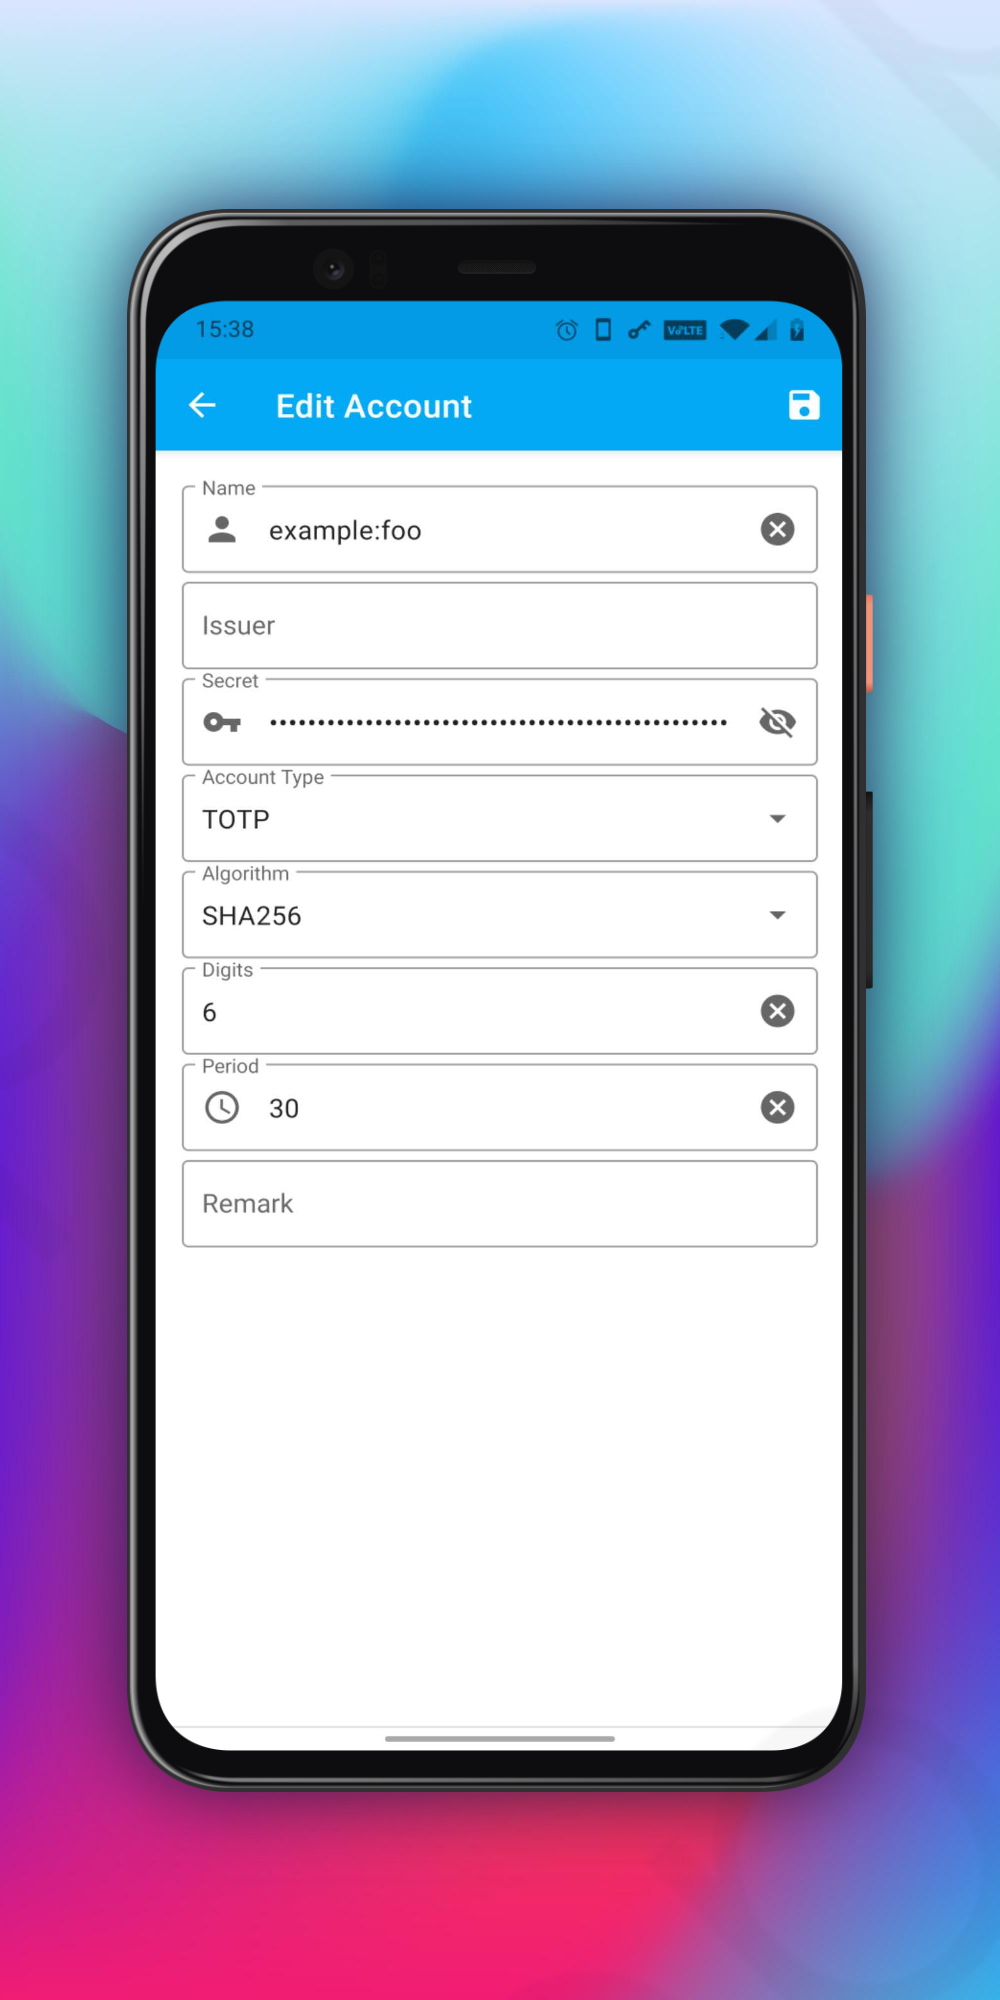 15:38
VoLTE
Edit Account
Name
example:foo
Issuer
Secret
Account Type
TOTP
Algorithm
SHA256
Digits
6
Period
30
Remark